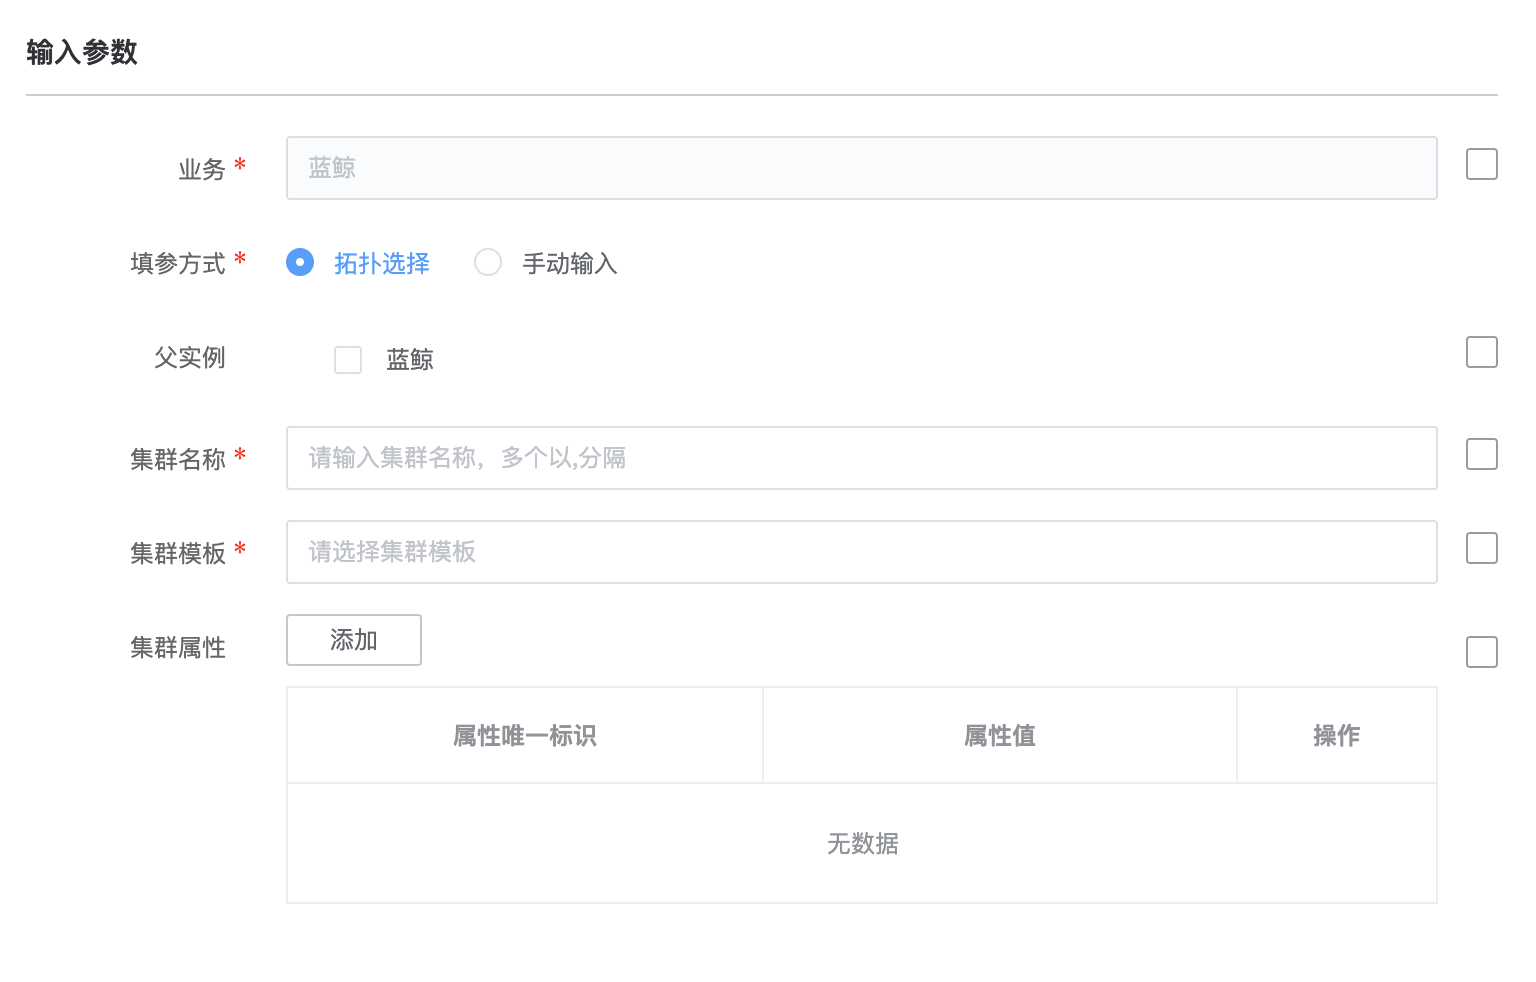 输入参数
业务 * 蓝鲸
填参方式 * 拓扑选择 手动输入
父实例 蓝鲸
集群名称 * 请输入集群名称，多个以,分隔
集群模板 * 请选择集群模板
集群属性 添加
属性唯一标识 属性值 操作
无数据